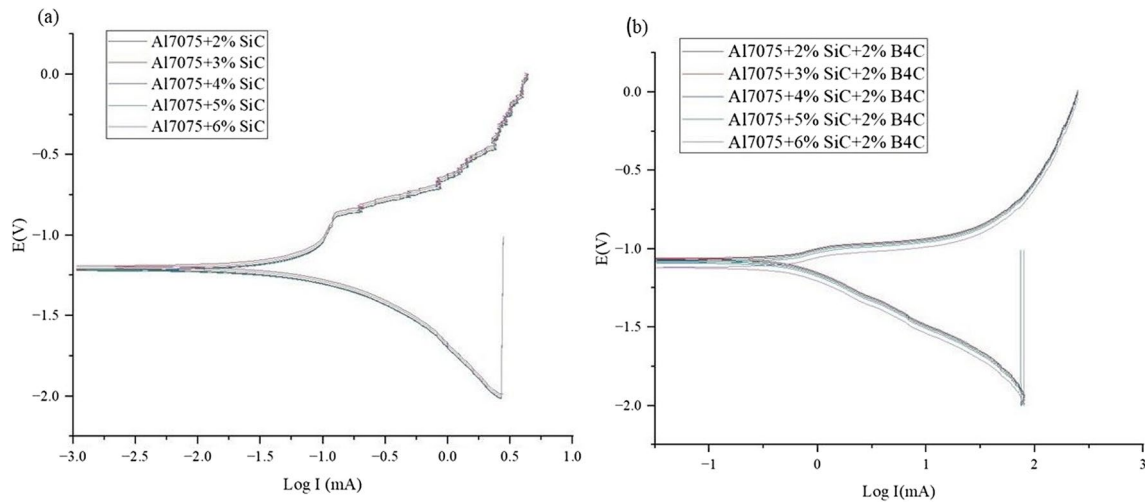 (a)
Al7075+2% SiC
Al7075+3% SiC
Al7075+4% SiC
Al7075+5% SiC
Al7075+6% SiC
0.0
−0.5
−1.0
−1.5
−2.0
E(V)
−3.0 −2.5 −2.0 −1.5 −1.0 −0.5 0.0 0.5 1.0
Log I (mA)
(b)
Al7075+2% SiC+2% B4C
Al7075+3% SiC+2% B4C
Al7075+4% SiC+2% B4C
Al7075+5% SiC+2% B4C
Al7075+6% SiC+2% B4C
0.0
−0.5
−1.0
−1.5
−2.0
E(V)
−1 0 1 2 3
Log I(mA)